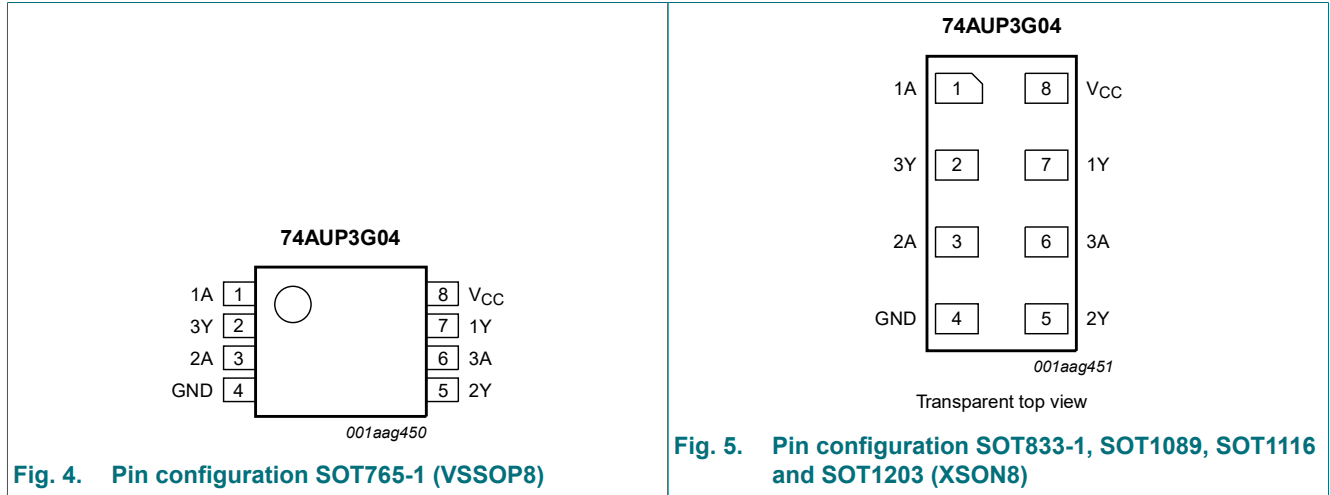 74AUP3G04
1A 1 8 VCC
3Y 2 7 1Y
2A 3 6 3A
GND 4 5 2Y
001aag450
Fig. 4. Pin configuration SOT765-1 (VSSOP8)
74AUP3G04
1A 1 8 VCC
3Y 2 7 1Y
2A 3 6 3A
GND 4 5 2Y
001aag451
Transparent top view
Fig. 5. Pin configuration SOT833-1, SOT1089, SOT1116
and SOT1203 (XSON8)